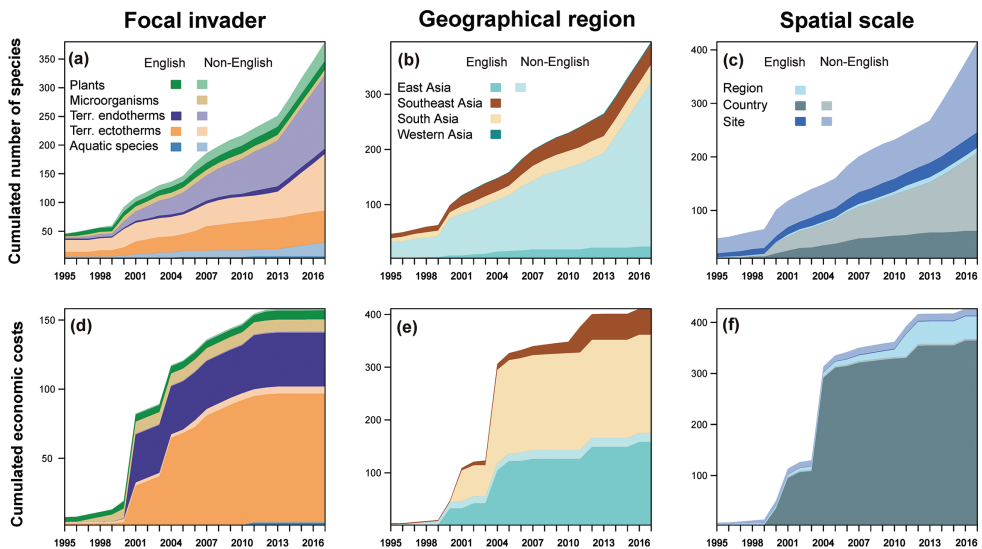 Focal invader
Geographical region
Spatial scale
Cumulated number of species
(a)
English Non-English
Plants
Microorganisms
Terr. endotherms
Terr. ectotherms
Aquatic species
350
300
250
200
150
100
50
1995 1998 2001 2004 2007 2010 2013 2016
(b)
English Non-English
East Asia
Southeast Asia
South Asia
Western Asia
300
200
100
1995 1998 2001 2004 2007 2010 2013 2016
(c)
English Non-English
Region
Country
Site
400
300
200
100
1995 1998 2001 2004 2007 2010 2013 2016
Cumulated economic costs
(d)
150
100
50
1995 1998 2001 2004 2007 2010 2013 2016
(e)
400
300
200
100
1995 1998 2001 2004 2007 2010 2013 2016
(f)
400
300
200
100
1995 1998 2001 2004 2007 2010 2013 2016